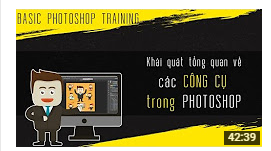 BASIC PHOTOSHOP TRAINING
Khái quát tổng quan về
các CÔNG CỤ
trong PHOTOSHOP
42:39